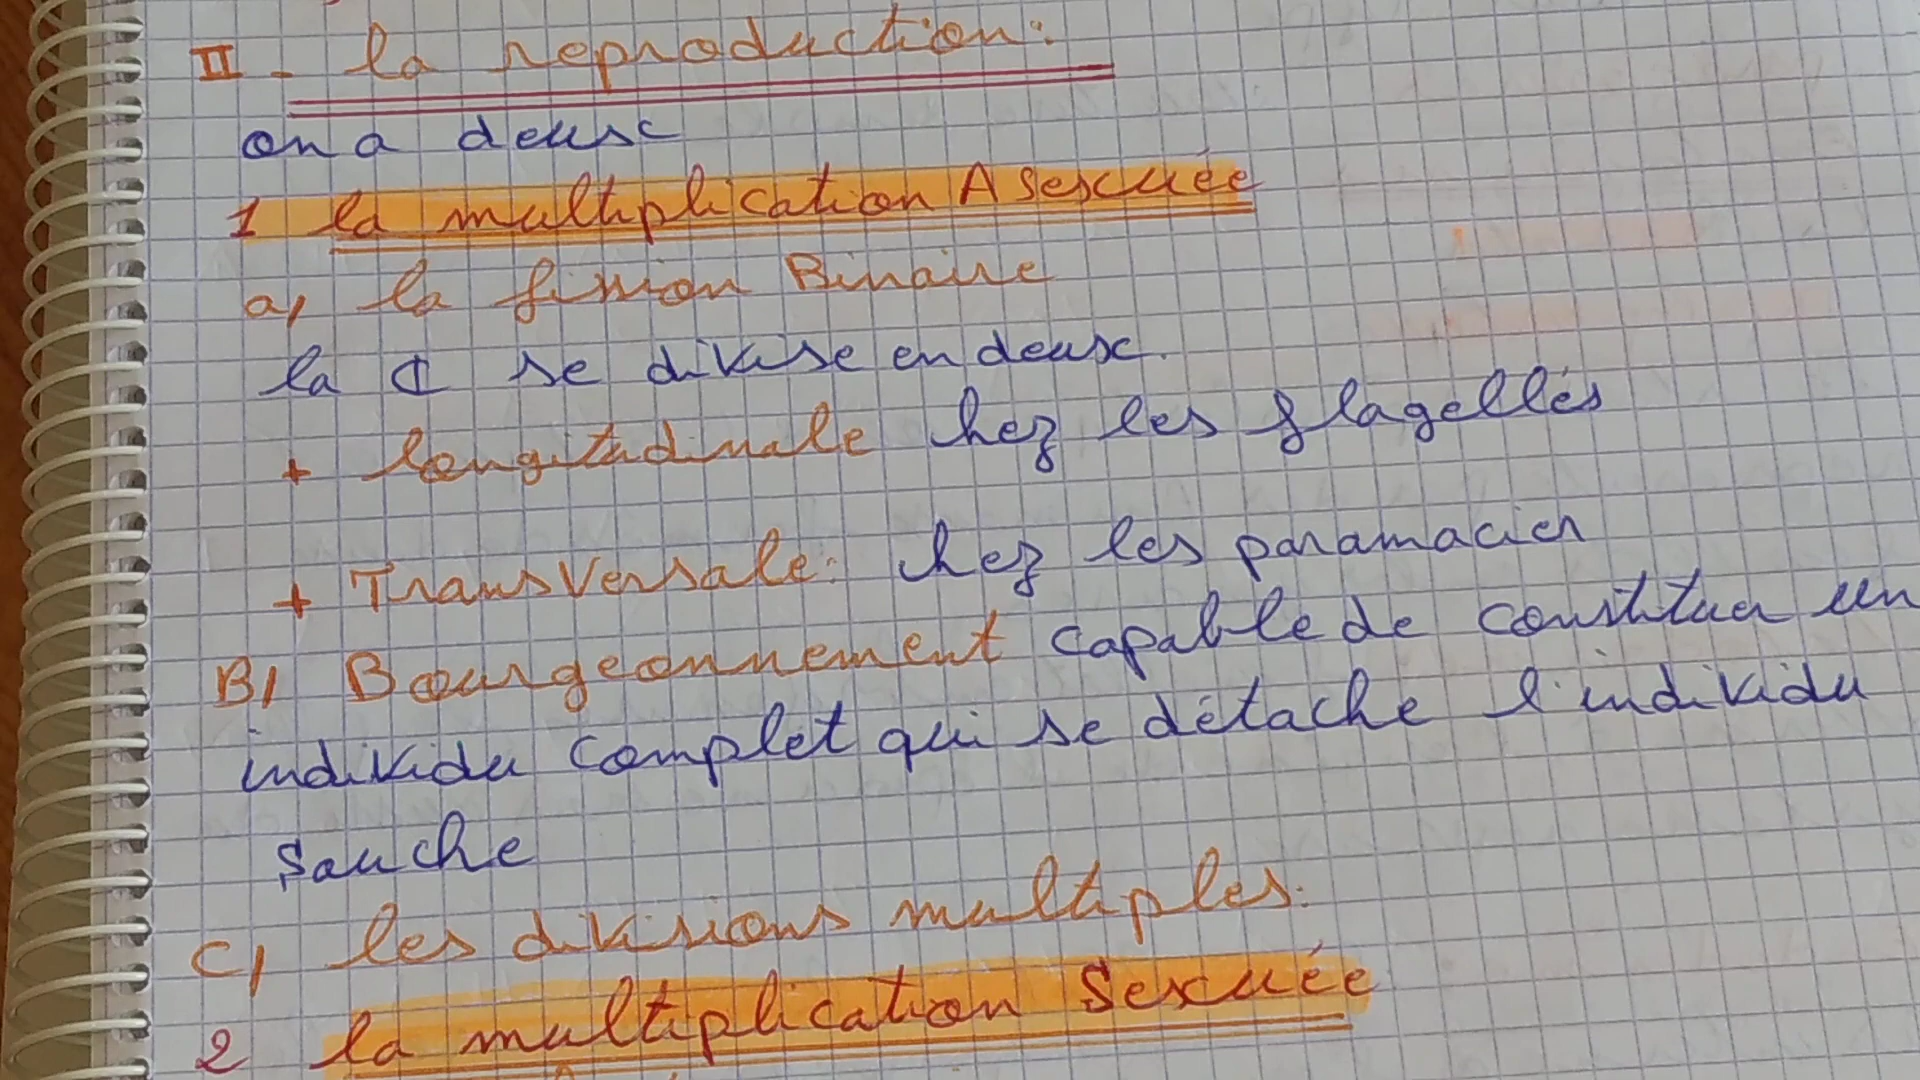 II - la reproduction:
on a deux
1 la multiplication Asexuée
a, la fission Binaire
la ₵ se divise en deux.
+ longitudinale chez les flagellés
+ Transversale: chez les paramacier
B, Bourgeonnement capable de constituer un
individu complet qui se détache l'individu
souche
C, les divisions multiples.
2 la multiplication Sexuée